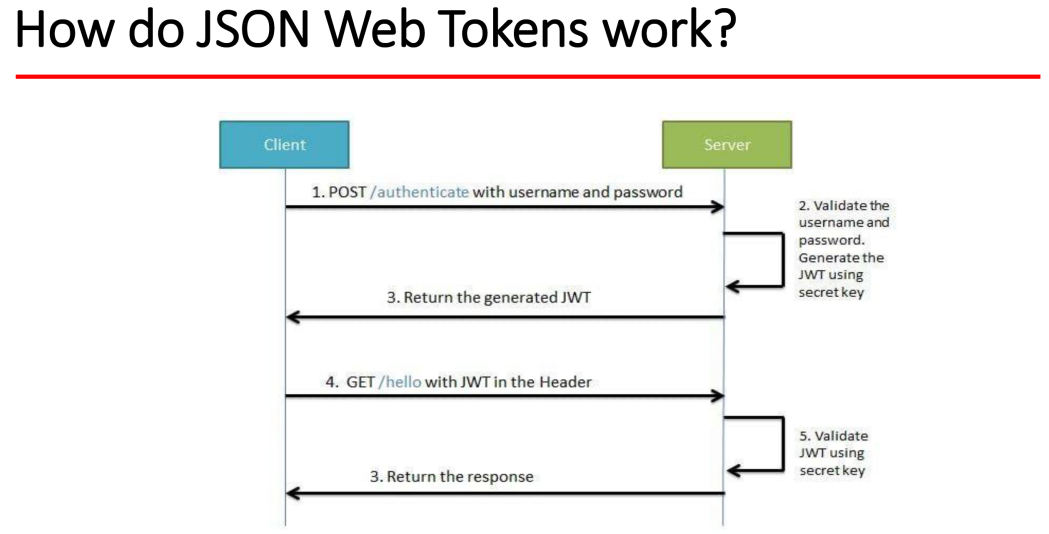 How do JSON Web Tokens work?
Client
Server
1. POST /authenticate with username and password
2. Validate the
username and
password.
Generate the
JWT using
secret key
3. Return the generated JWT
4. GET /hello with JWT in the Header
5. Validate
JWT using
secret key
3. Return the response